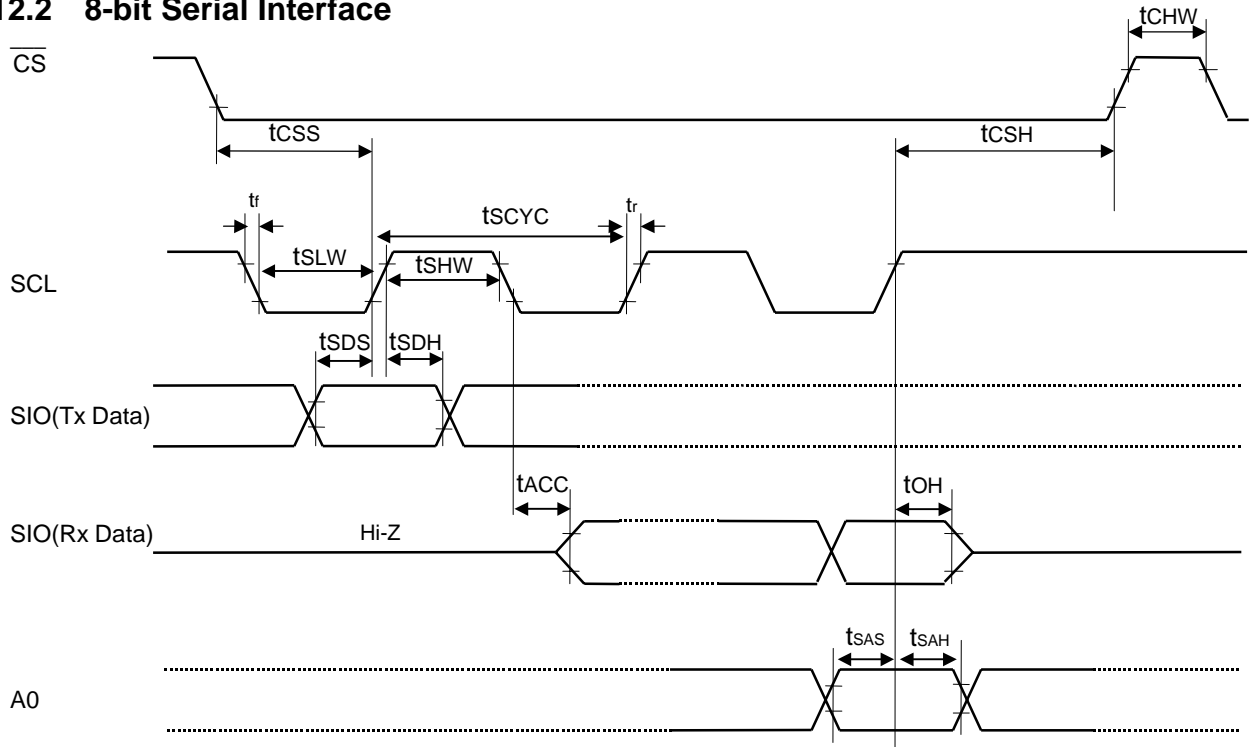 12.2 8-bit Serial Interface
tCHW
CS
tCSS
tCSH
tf
tSCYC
tr
tSLW
tSHW
SCL
tSDS
tSDH
SIO(Tx Data)
tACC
tOH
SIO(Rx Data)
Hi-Z
tSAS
tSAH
A0